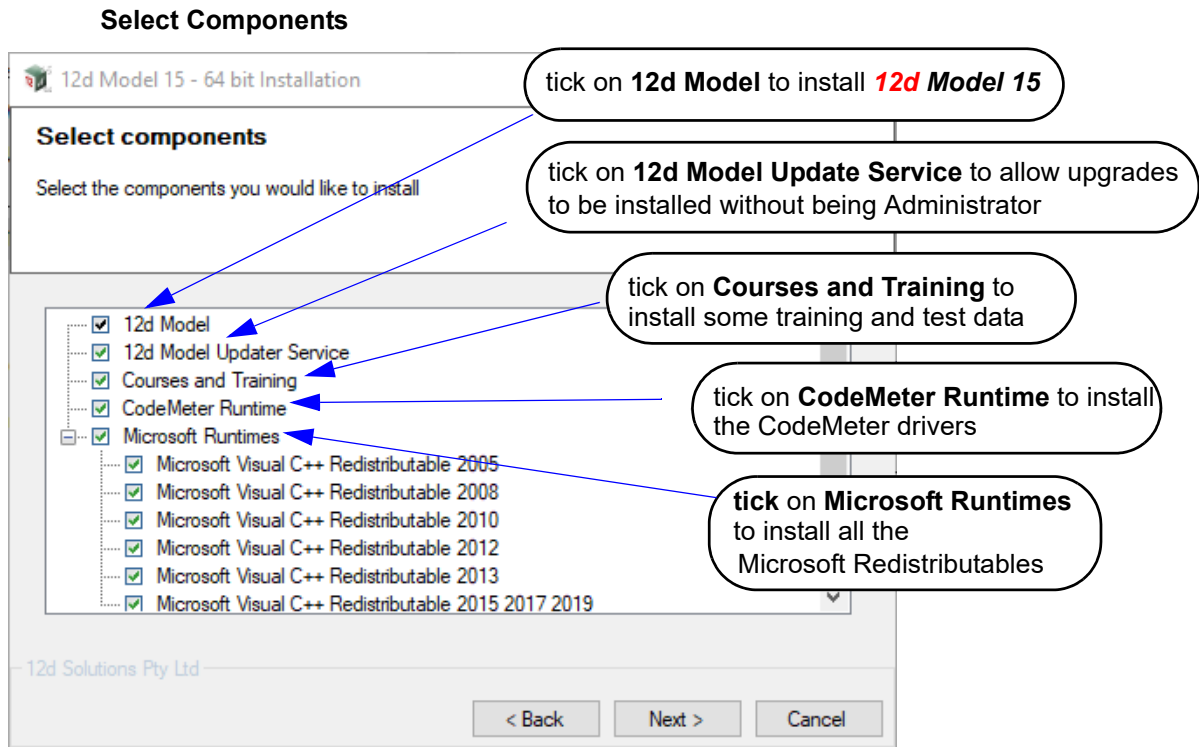 Select Components
12d Model 15 - 64 bit Installation
tick on 12d Model to install 12d Model 15
Select components
Select the components you would like to install
tick on 12d Model Update Service to allow upgrades
to be installed without being Administrator
tick on Courses and Training to
install some training and test data
12d Model
12d Model Updater Service
Courses and Training
CodeMeter Runtime
tick on CodeMeter Runtime to install
the CodeMeter drivers
Microsoft Runtimes
Microsoft Visual C++ Redistributable 2005
Microsoft Visual C++ Redistributable 2008
Microsoft Visual C++ Redistributable 2010
Microsoft Visual C++ Redistributable 2012
Microsoft Visual C++ Redistributable 2013
Microsoft Visual C++ Redistributable 2015 2017 2019
tick on Microsoft Runtimes
to install all the
Microsoft Redistributables
12d Solutions Pty Ltd
< Back
Next >
Cancel